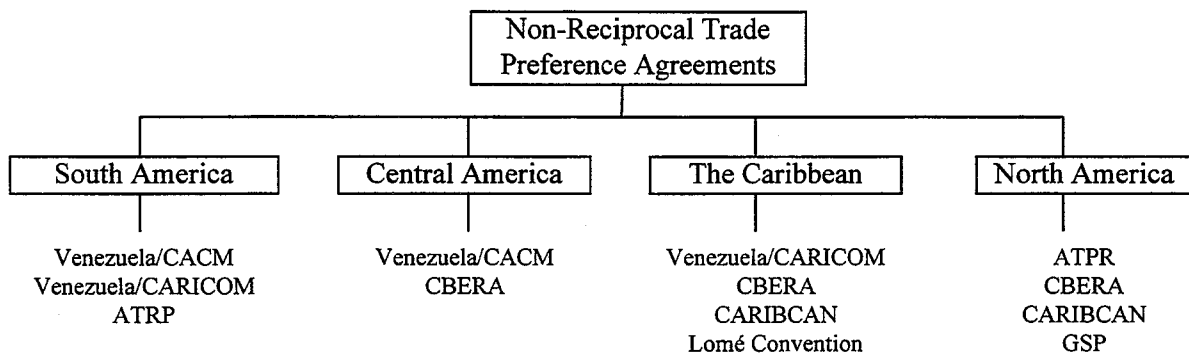 Non-Reciprocal Trade
Preference Agreements
South America
Central America
The Caribbean
North America
Venezuela/CACM
Venezuela/CARICOM
ATRP
Venezuela/CACM
CBERA
Venezuela/CARICOM
CBERA
CARIBCAN
Lomé Convention
ATPR
CBERA
CARIBCAN
GSP